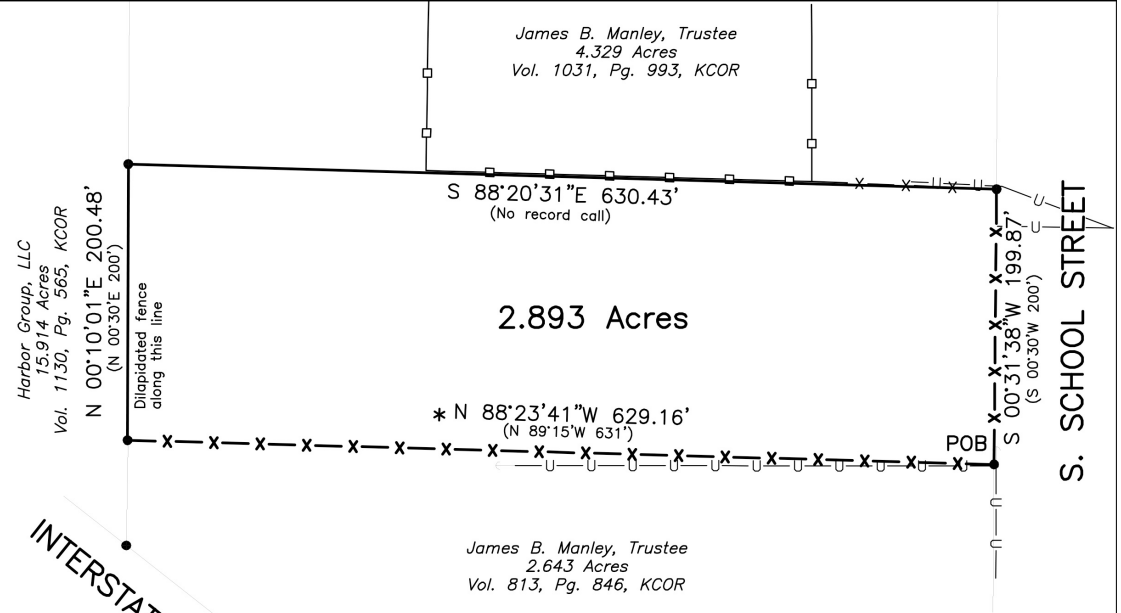 James B. Manley, Trustee
4.329 Acres
Vol. 1031, Pg. 993, KCOR
S 88°20'31"E 630.43'
(No record call)
Harbor Group, LLC
15.914 Acres
Vol. 1130, Pg. 565, KCOR
N 00°10'01"E 200.48'
(N 00°30'E 200')
Dilapidated fence
along this line
2.893 Acres
S 00°31'38"W 199.87'
(S 00°30'W 200')
S. SCHOOL STREET
* N 88°23'41"W 629.16'
(N 89°15'W 631')
POB
James B. Manley, Trustee
2.643 Acres
Vol. 813, Pg. 846, KCOR
INTERSTAT